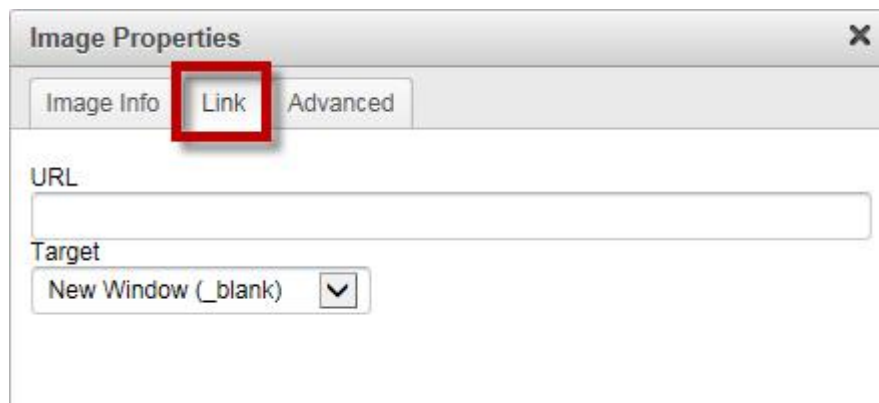 Image Properties
Image Info Link Advanced
URL
Target
New Window (_blank)